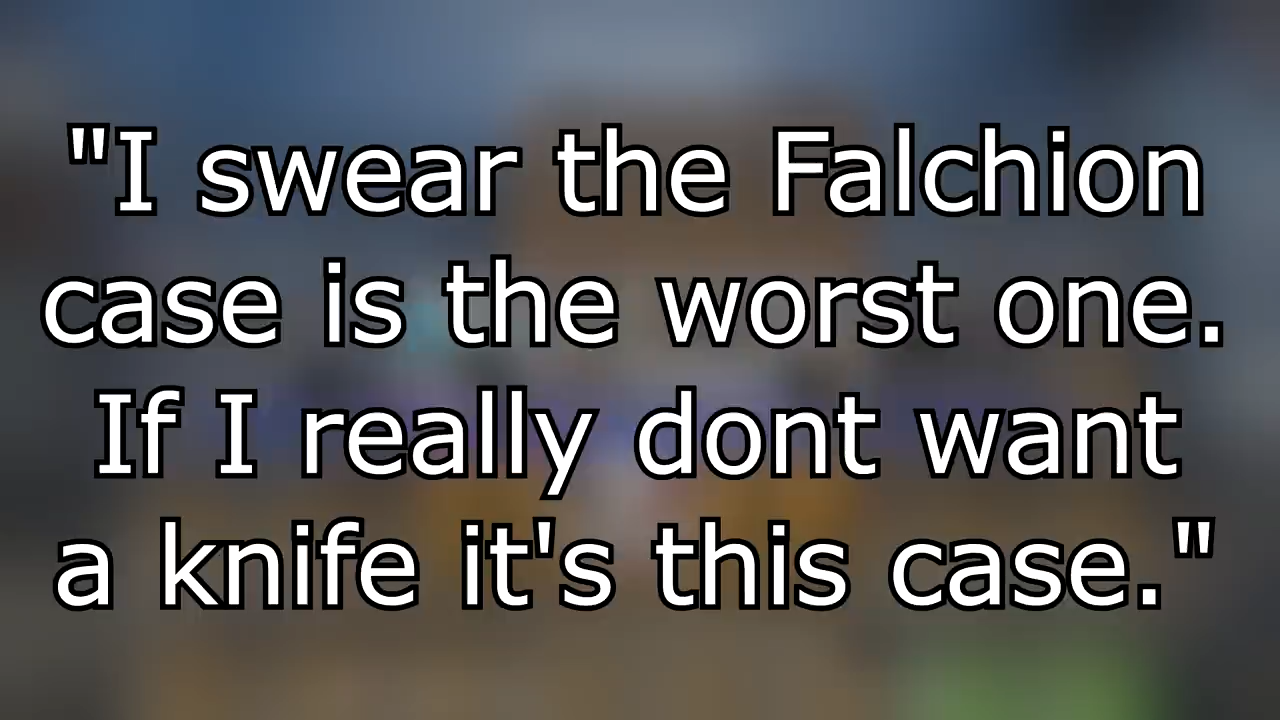 "I swear the Falchion
case is the worst one.
If I really dont want
a knife it's this case."